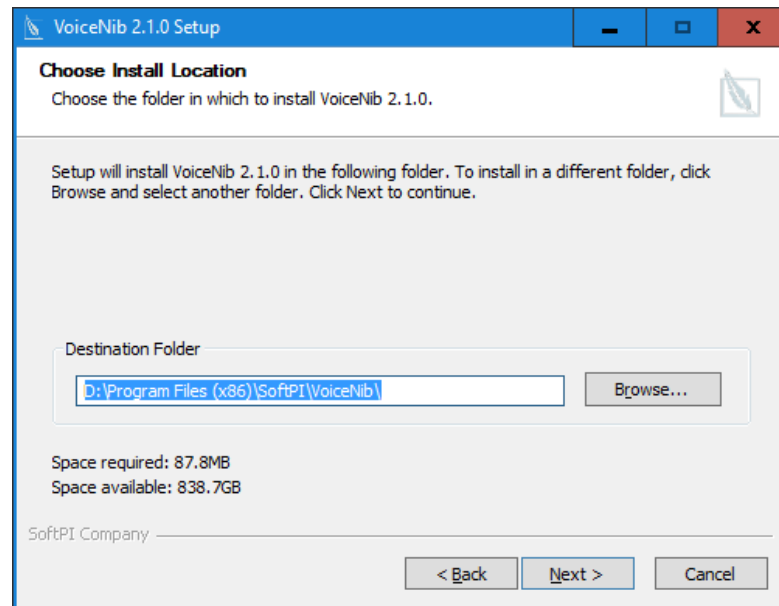 VoiceNib 2.1.0 Setup
Choose Install Location
Choose the folder in which to install VoiceNib 2.1.0.
Setup will install VoiceNib 2.1.0 in the following folder. To install in a different folder, click
Browse and select another folder. Click Next to continue.
Destination Folder
D:\Program Files (x86)\SoftPI\VoiceNib\
Browse...
Space required: 87.8MB
Space available: 838.7GB
SoftPI Company
< Back
Next >
Cancel